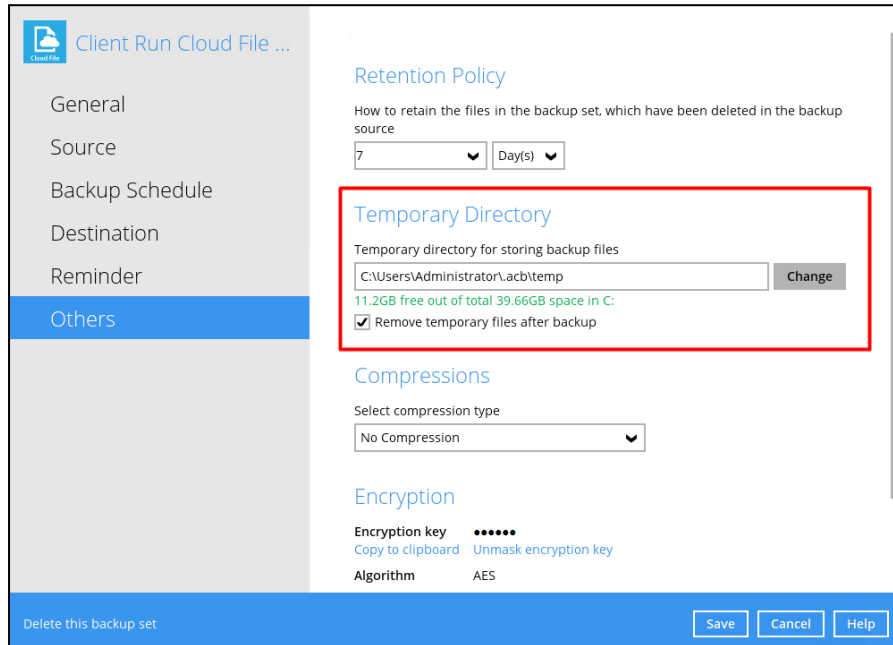 Cloud File
Client Run Cloud File ...
General
Source
Backup Schedule
Destination
Reminder
Others
Retention Policy
How to retain the files in the backup set, which have been deleted in the backup
source
7
Day(s)
Temporary Directory
Temporary directory for storing backup files
C:\Users\Administrator\.acb\temp
Change
11.2GB free out of total 39.66GB space in C:
Remove temporary files after backup
Compressions
Select compression type
No Compression
Encryption
Encryption key ●●●●●●
Copy to clipboard Unmask encryption key
Algorithm AES
Delete this backup set
Save Cancel Help